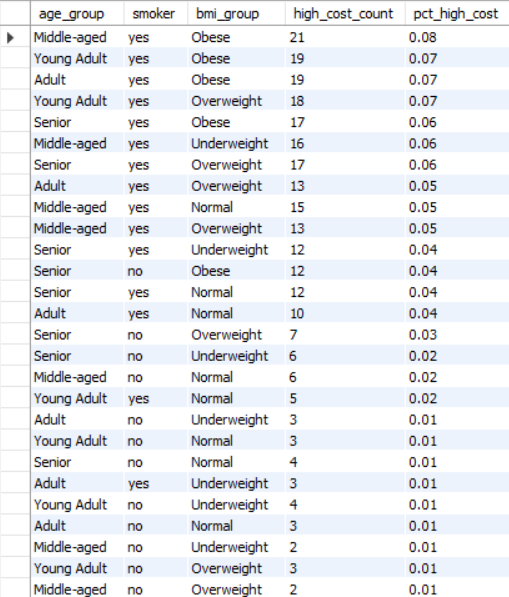 age_group smoker bmi_group high_cost_count pct_high_cost
Middle-aged yes Obese 21 0.08
Young Adult yes Obese 19 0.07
Adult yes Obese 19 0.07
Young Adult yes Overweight 18 0.07
Senior yes Obese 17 0.06
Middle-aged yes Underweight 16 0.06
Senior yes Overweight 17 0.06
Adult yes Overweight 13 0.05
Middle-aged yes Normal 15 0.05
Middle-aged yes Overweight 13 0.05
Senior yes Underweight 12 0.04
Senior no Obese 12 0.04
Senior yes Normal 12 0.04
Adult yes Normal 10 0.04
Senior no Overweight 7 0.03
Senior no Underweight 6 0.02
Middle-aged no Normal 6 0.02
Young Adult yes Normal 5 0.02
Adult no Underweight 3 0.01
Young Adult no Normal 3 0.01
Senior no Normal 4 0.01
Adult yes Underweight 3 0.01
Young Adult no Underweight 4 0.01
Adult no Normal 3 0.01
Middle-aged no Underweight 2 0.01
Young Adult no Overweight 3 0.01
Middle-aged no Overweight 2 0.01